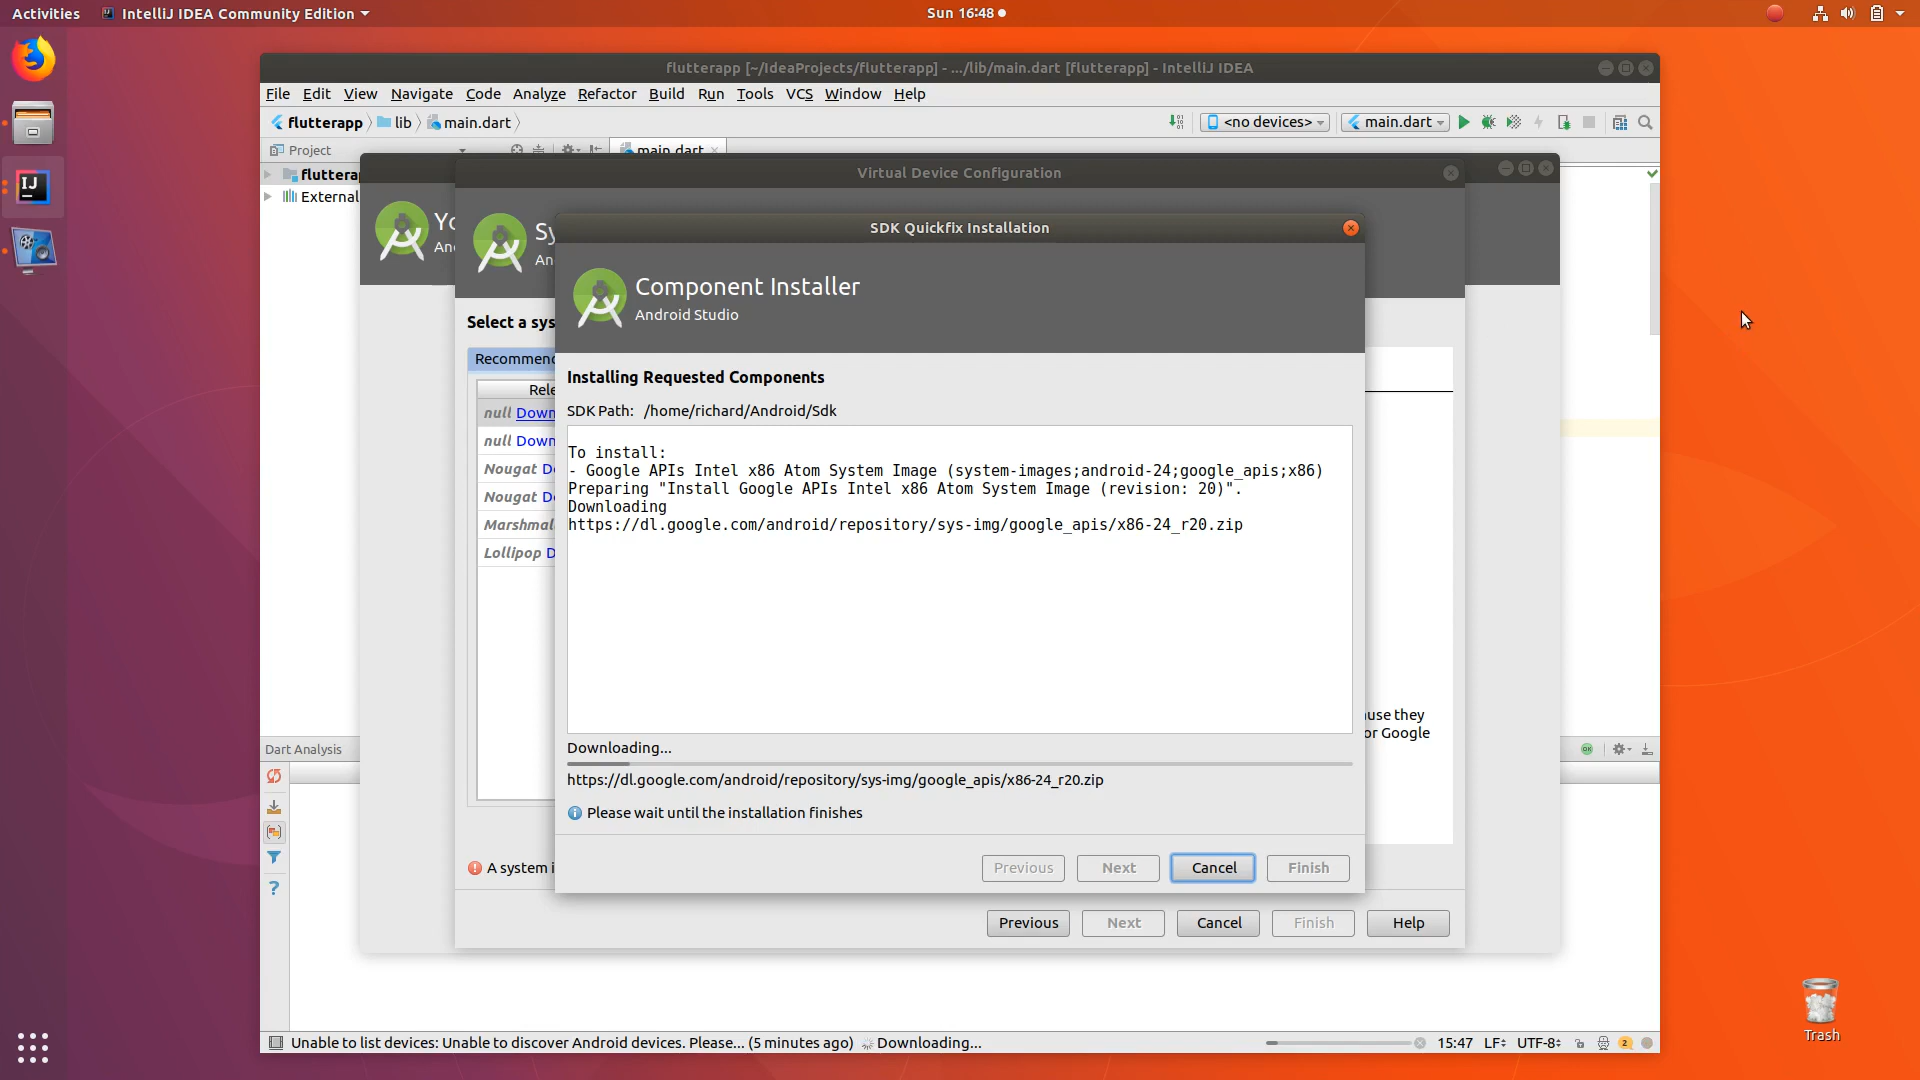 Activities
IntelliJ IDEA Community Edition
Sun 16:48
flutterapp [~/IdeaProjects/flutterapp] - .../lib/main.dart [flutterapp] - IntelliJ IDEA
File Edit View Navigate Code Analyze Refactor Build Run Tools VCS Window Help
flutterapp lib main.dart
<no devices>
main.dart
Project
main.dart
External
Virtual Device Configuration
SDK Quickfix Installation
Component Installer
Android Studio
Select a sys
Installing Requested Components
SDK Path: /home/richard/Android/Sdk
null Down
null Down
Nougat Do
Nougat Do
Marshmal
Lollipop D
To install:
- Google APIs Intel x86 Atom System Image (system-images;android-24;google_apis;x86)
Preparing "Install Google APIs Intel x86 Atom System Image (revision: 20)".
Downloading
https://dl.google.com/android/repository/sys-img/google_apis/x86-24_r20.zip
use they
or Google
Dart Analysis
Downloading...
https://dl.google.com/android/repository/sys-img/google_apis/x86-24_r20.zip
Please wait until the installation finishes
A system i
Previous Next Cancel Finish
Previous Next Cancel Finish Help
Trash
Unable to list devices: Unable to discover Android devices. Please... (5 minutes ago) Downloading...
15:47 LF UTF-8 2